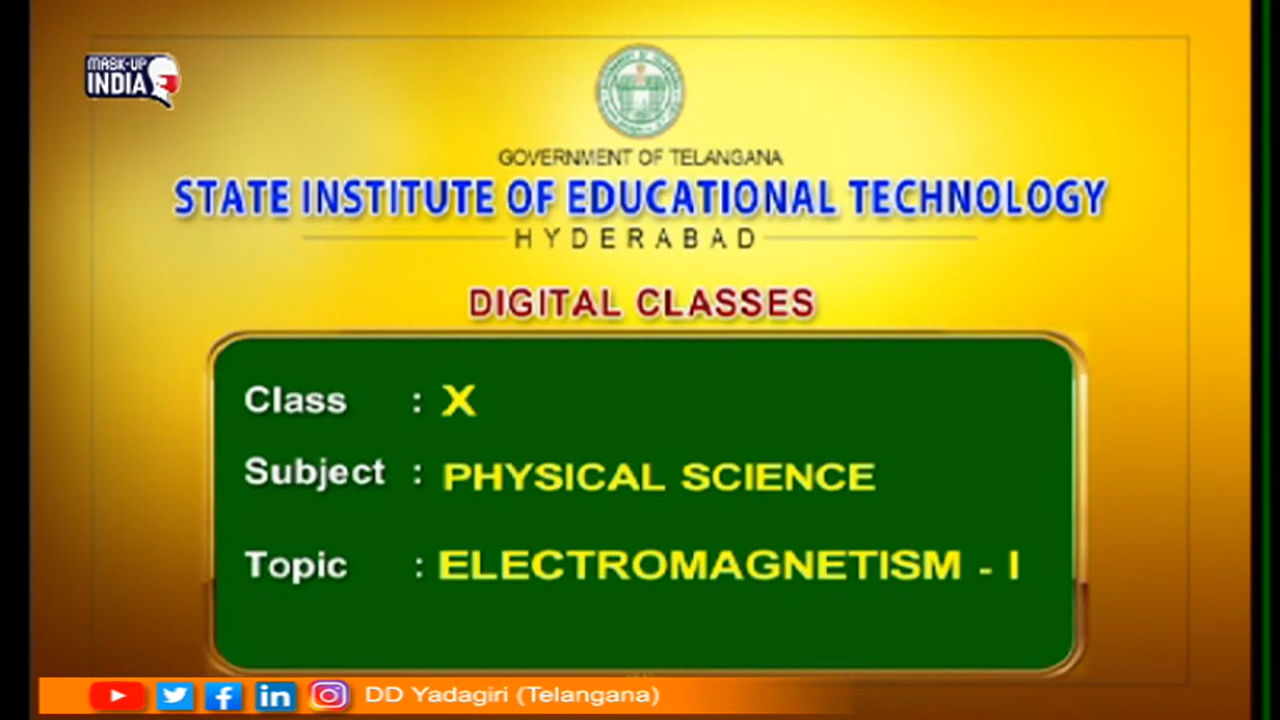 MASK-UP
INDIA
GOVERNMENT OF TELANGANA
STATE INSTITUTE OF EDUCATIONAL TECHNOLOGY
HYDERABAD
DIGITAL CLASSES
Class : X
Subject : PHYSICAL SCIENCE
Topic : ELECTROMAGNETISM - I
in DD Yadagiri (Telangana)